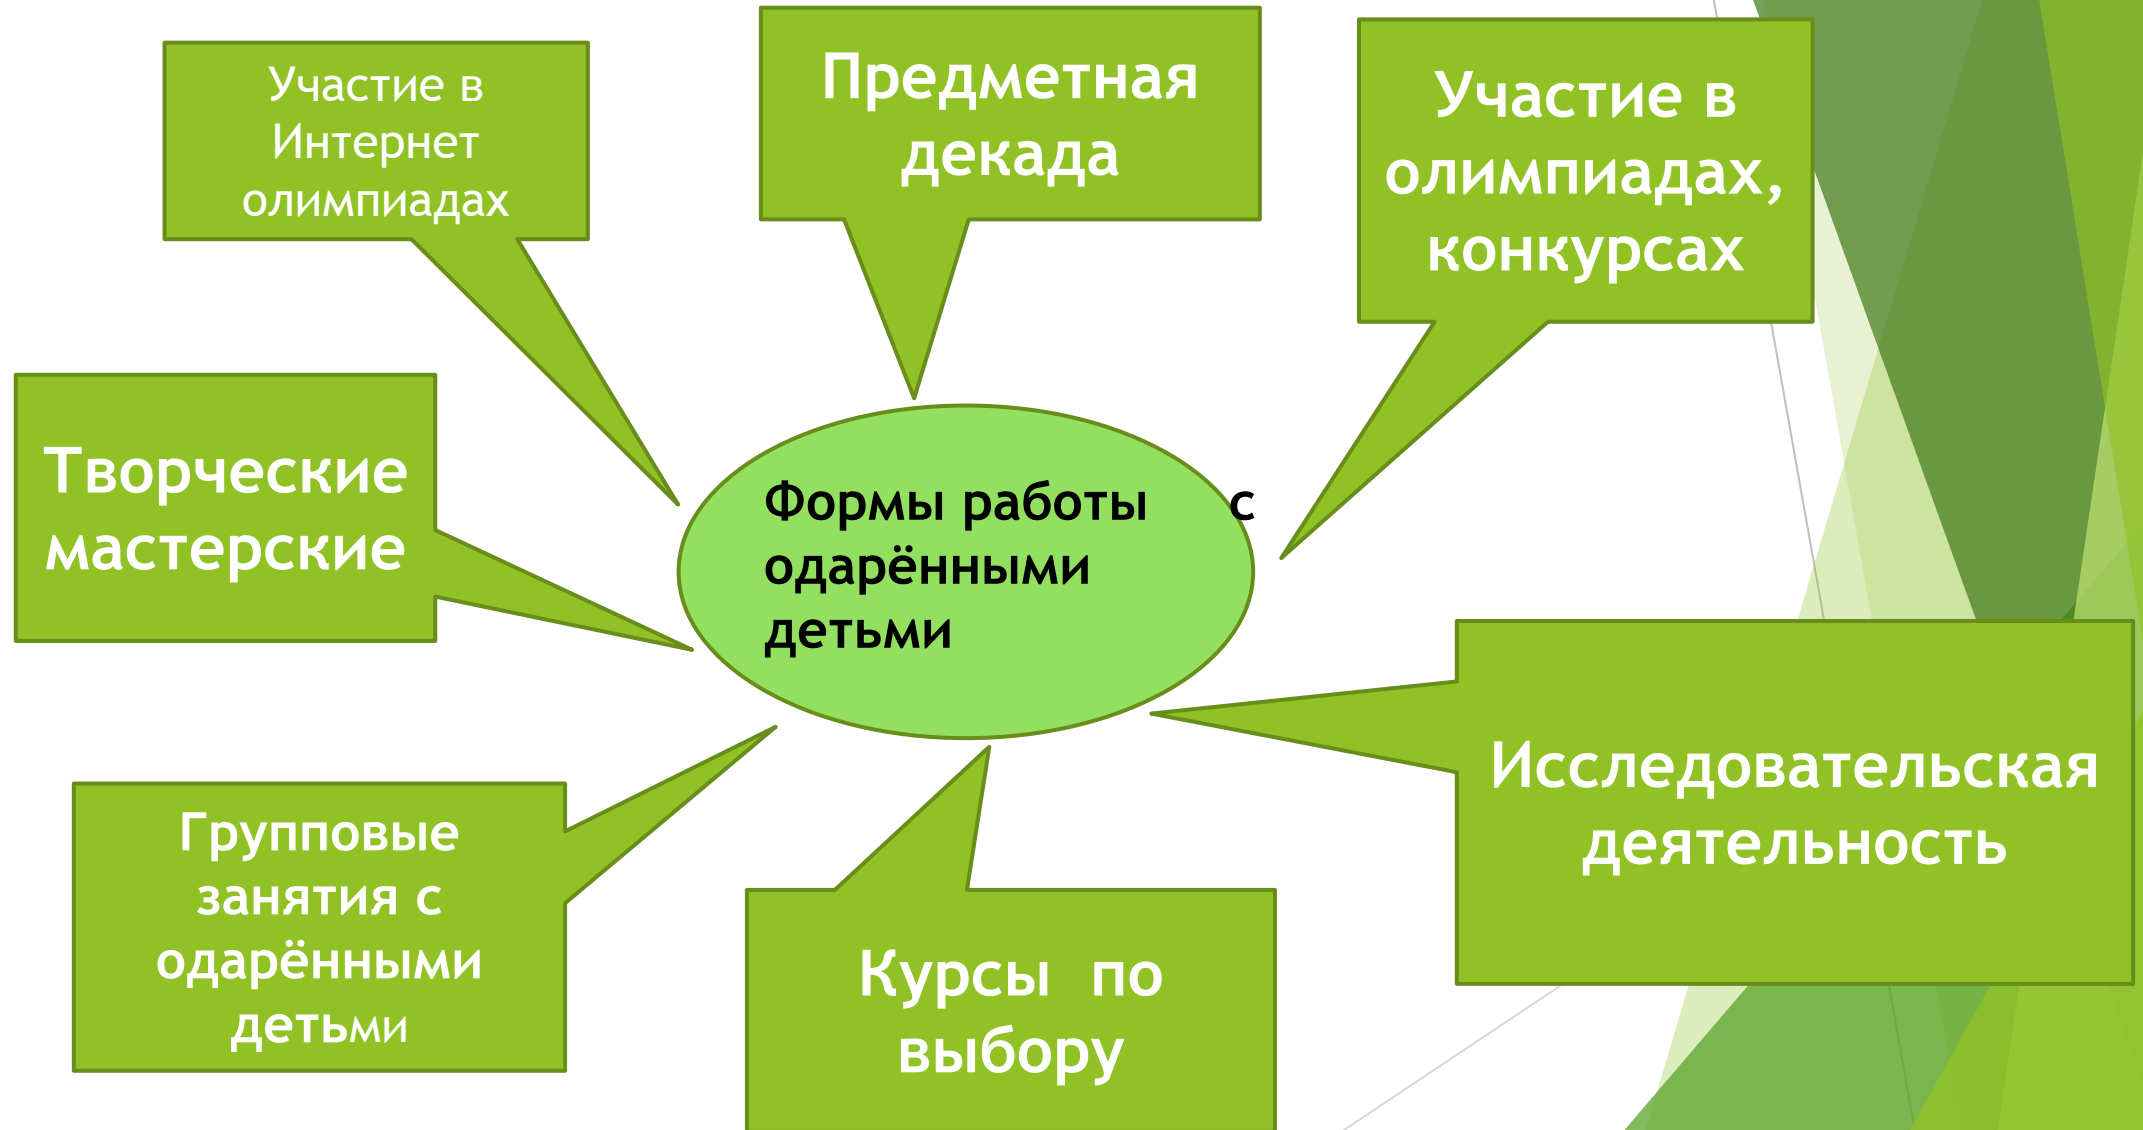 Участие в
Интернет
олимпиадах
Предметная
декада
Участие в
олимпиадах,
конкурсах
Творческие
мастерские
Формы работы с
одарёнными
детьми
Исследовательская
деятельность
Групповые
занятия с
одарёнными
детьми
Курсы по
выбору